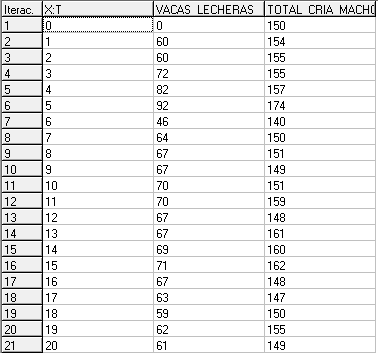 Iterac. X:T VACAS LECHERAS TOTAL CRIA MACHO
1 0 0 150
2 1 60 154
3 2 60 155
4 3 72 155
5 4 82 157
6 5 92 174
7 6 46 140
8 7 64 150
9 8 67 151
10 9 67 149
11 10 70 151
12 11 70 159
13 12 67 148
14 13 67 161
15 14 69 160
16 15 71 162
17 16 67 148
18 17 63 147
19 18 59 150
20 19 62 155
21 20 61 149